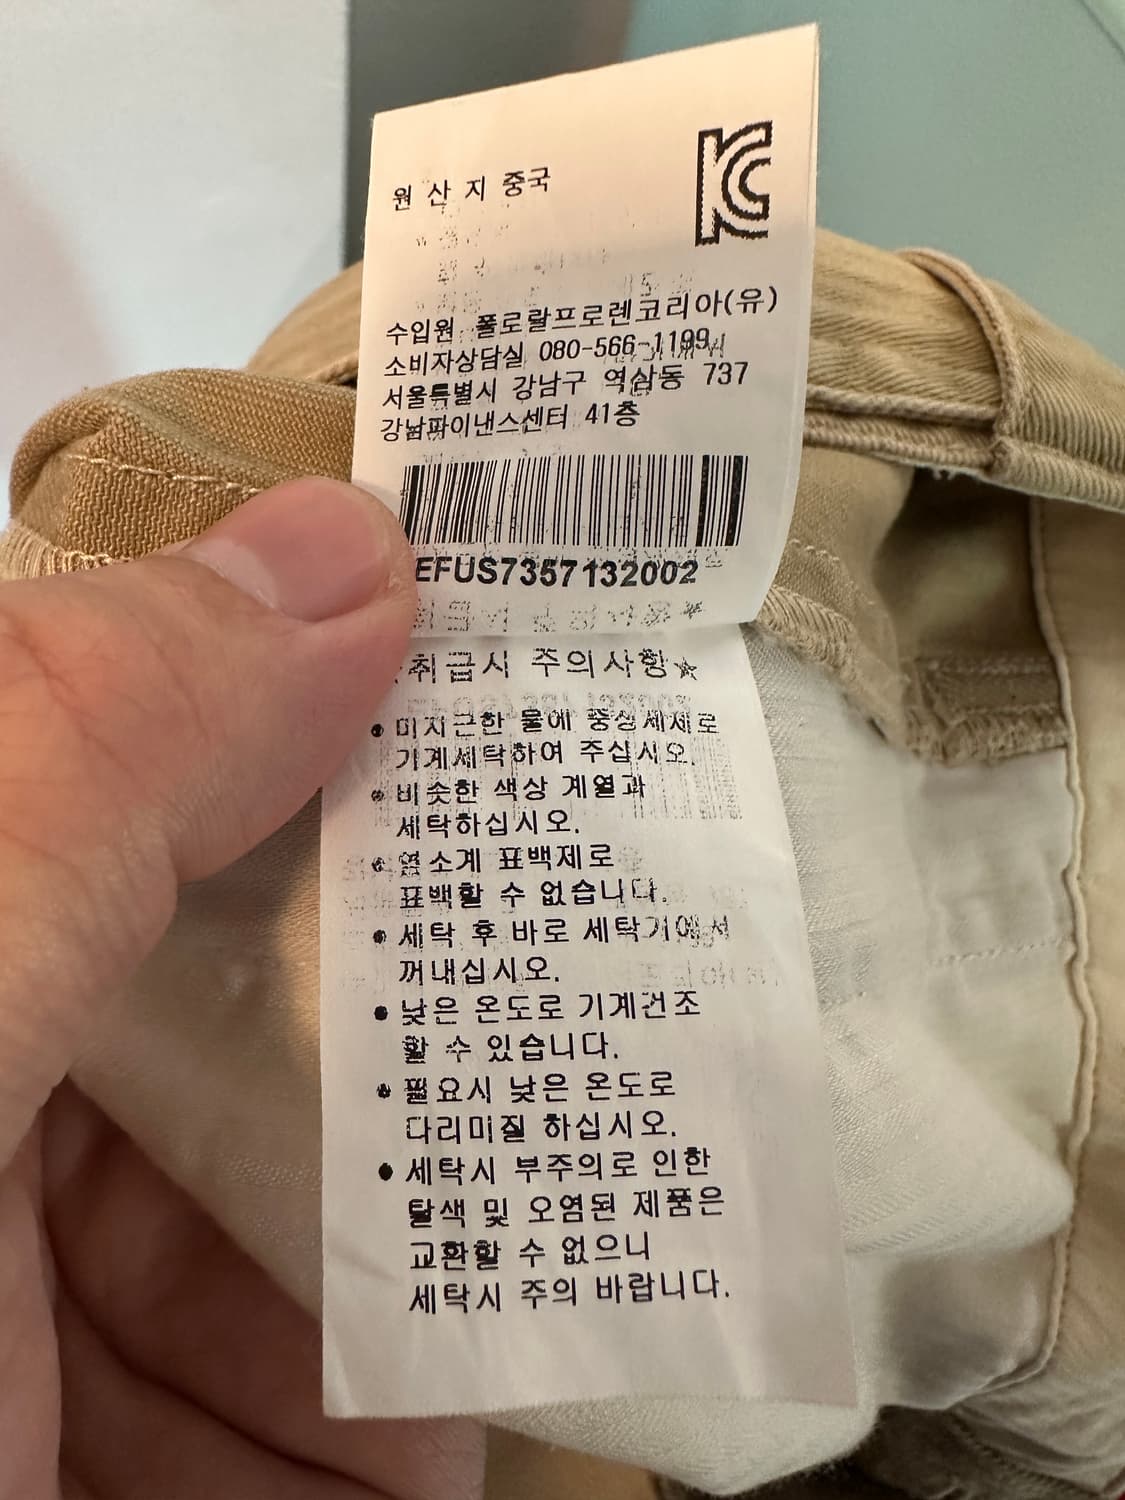 원 산 지 중국
KC
수입원 폴로랄프로렌코리아(유)
소비자상담실 080-566-1199
서울특별시 강남구 역삼동 737
강남파이낸스센터 41층
EFUS7357132002
취급시 주의사항★
• 미지근한 물에 중성세제로
기계세탁하여 주십시오.
• 비슷한 색상 계열과
세탁하십시오.
• 염소계 표백제로
표백할 수 없습니다.
• 세탁 후 바로 세탁기에서
꺼내십시오.
• 낮은 온도로 기계건조
할 수 있습니다.
• 필요시 낮은 온도로
다리미질 하십시오.
• 세탁시 부주의로 인한
탈색 및 오염된 제품은
교환할 수 없으니
세탁시 주의 바랍니다.